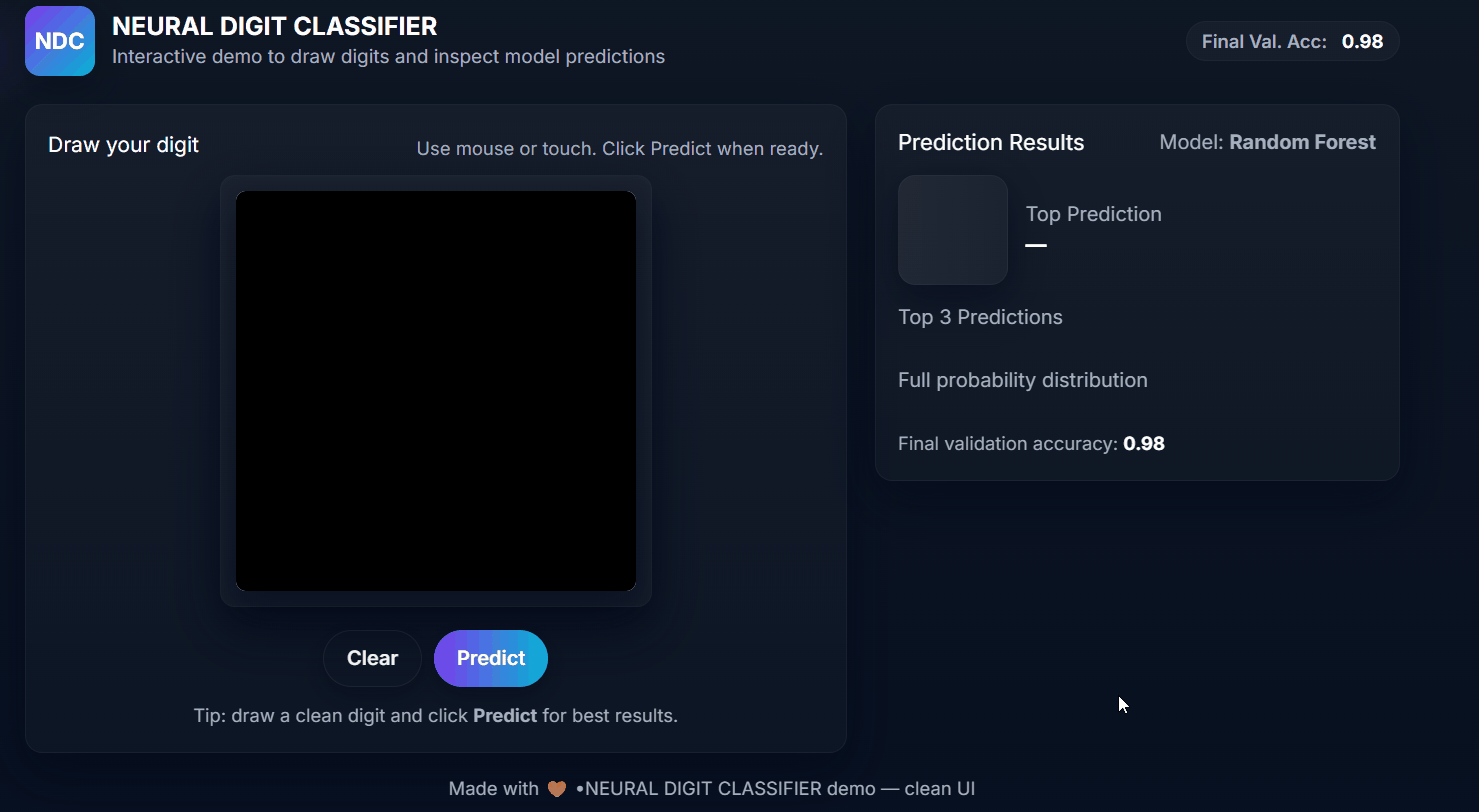 NDC
NEURAL DIGIT CLASSIFIER
Interactive demo to draw digits and inspect model predictions
Final Val. Acc: 0.98
Draw your digit
Use mouse or touch. Click Predict when ready.
Clear
Predict
Tip: draw a clean digit and click Predict for best results.
Prediction Results
Model: Random Forest
Top Prediction
—
Top 3 Predictions
Full probability distribution
Final validation accuracy: 0.98
Made with 🤎 •NEURAL DIGIT CLASSIFIER demo — clean UI